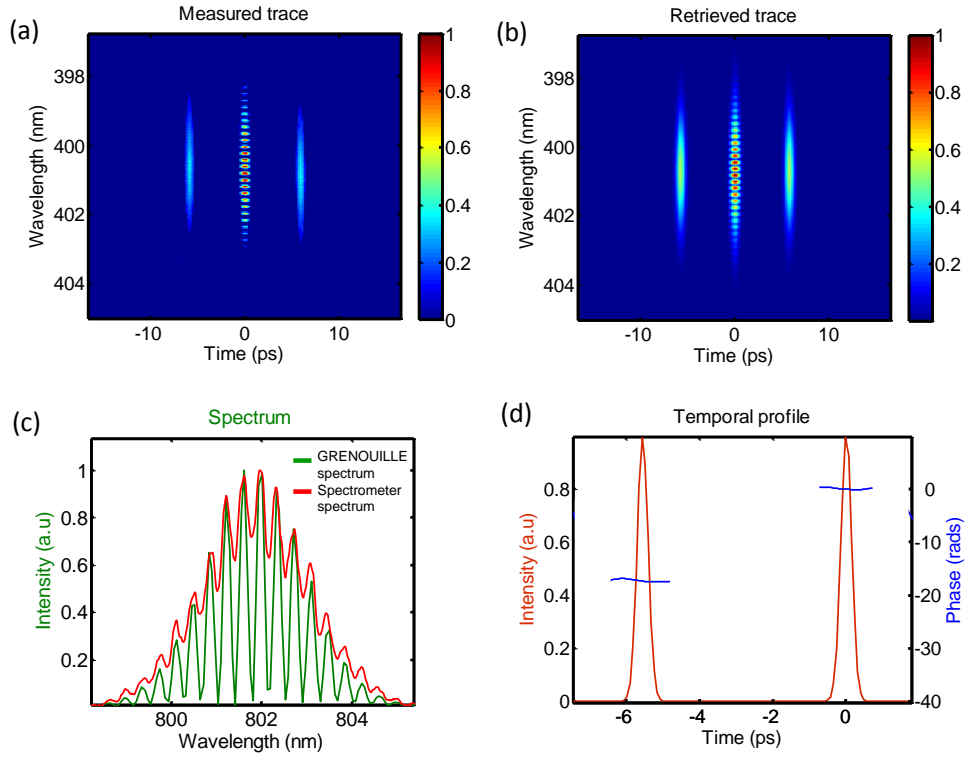 (a)
Measured trace
Wavelength (nm)
398
400
402
404
-10
0
10
Time (ps)
1
0.8
0.6
0.4
0.2
0
(b)
Retrieved trace
Wavelength (nm)
398
400
402
404
-10
0
10
Time (ps)
1
0.8
0.6
0.4
0.2
(c)
Spectrum
Intensity (a.u)
1
0.8
0.6
0.4
0.2
GRENOUILLE
spectrum
Spectrometer
spectrum
800
802
804
Wavelength (nm)
(d)
Temporal profile
Intensity (a.u)
0.8
0.6
0.4
0.2
0
-6
-4
-2
0
Time (ps)
0
-10
-20
-30
-40
Phase (rads)